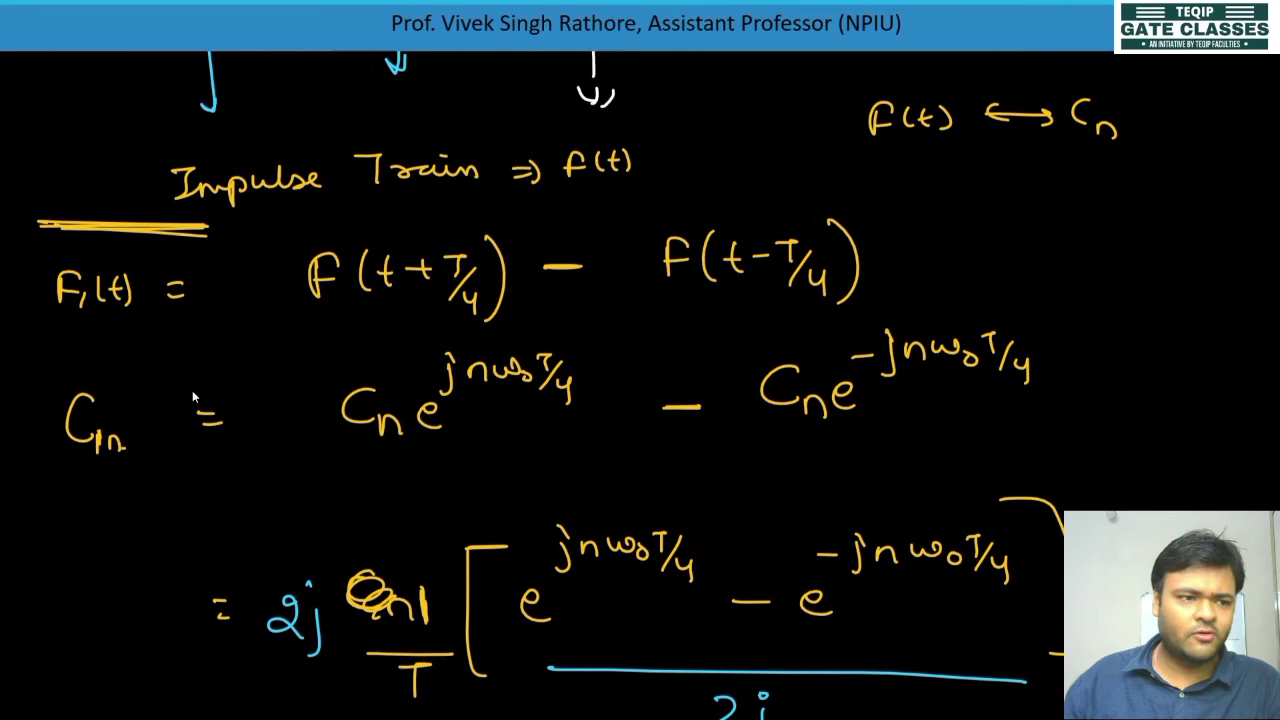 Prof. Vivek Singh Rathore, Assistant Professor (NPIU)
TEQIP
GATE CLASSES
• AN INITIATIVE BY TEQIP FACULTIES •
F(t) ⟷ Cn
Impulse Train ⇒ F(t)
F1(t) = F(t+T/4) − F(t−T/4)
C1n = Cn e^{jnω0T/4} − Cn e^{−jnω0T/4}
= 2j 1/T [e^{jnω0T/4} − e^{−jnω0T/4}
2j